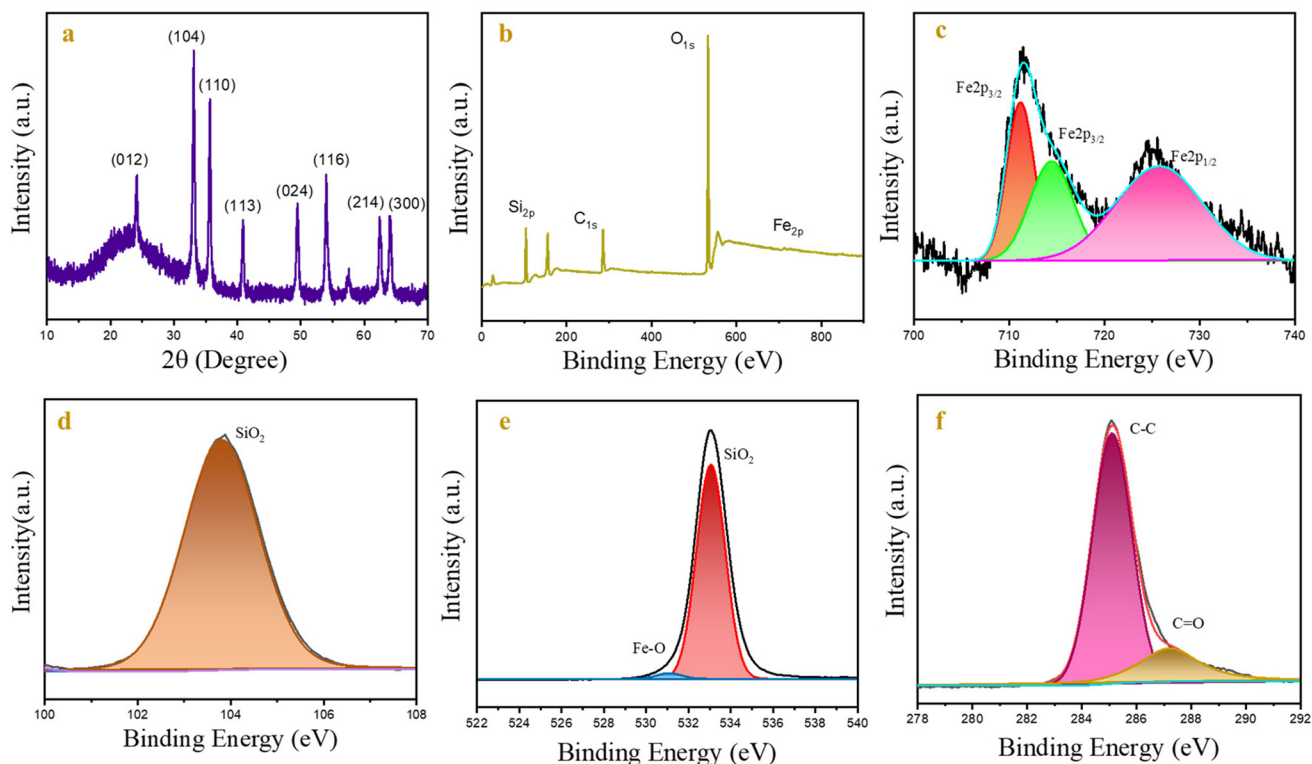 a
(104)
(110)
(012)
(116)
(113)
(024)
(214)
(300)
Intensity (a.u.)
10 20 30 40 50 60 70
2θ (Degree)
b
O1s
Si2p
C1s
Fe2p
Intensity (a.u.)
0 200 400 600 800
Binding Energy (eV)
c
Fe2p3/2
Fe2p3/2
Fe2p1/2
Intensity (a.u.)
700 710 720 730 740
Binding Energy (eV)
d
SiO2
Intensity(a.u.)
100 102 104 106 108
Binding Energy (eV)
e
SiO2
Fe-O
Intensity (a.u.)
522 524 526 528 530 532 534 536 538 540
Binding Energy (eV)
f
C-C
C=O
Intensity (a.u.)
278 280 282 284 286 288 290 292
Binding Energy (eV)